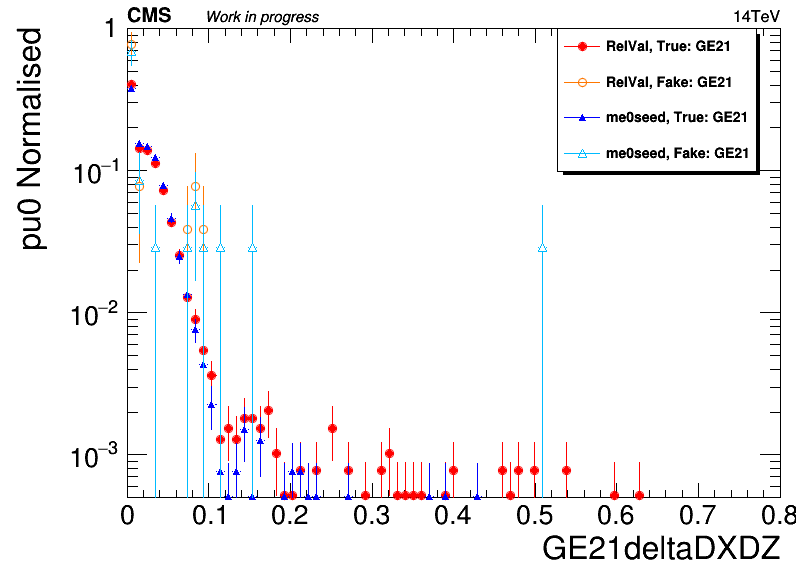 CMS Work in progress 14TeV
pu0 Normalised
1
10⁻¹
10⁻²
10⁻³
RelVal, True: GE21
RelVal, Fake: GE21
me0seed, True: GE21
me0seed, Fake: GE21
0 0.1 0.2 0.3 0.4 0.5 0.6 0.7 0.8
GE21deltaDXDZ